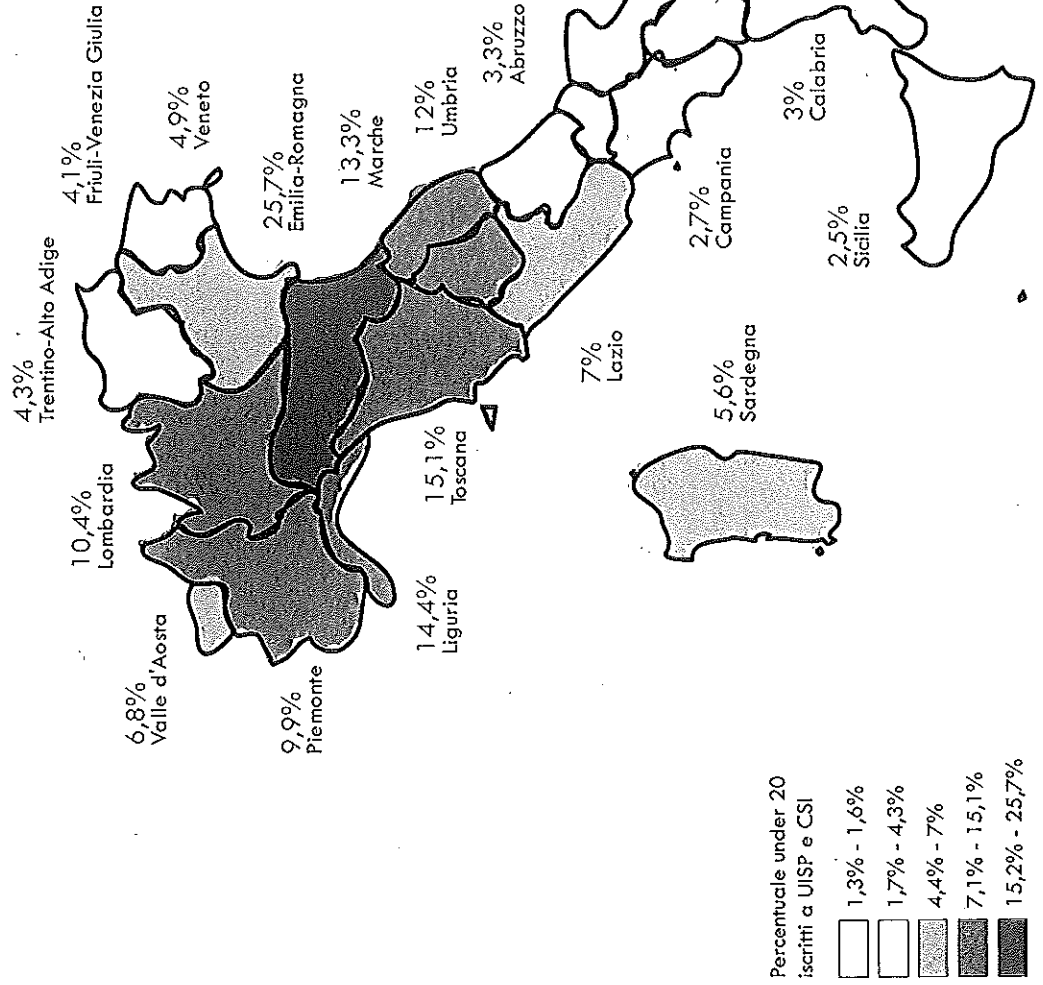 4,3%
Trentino-Alto Adige
4,1%
Friuli-Venezia Giulia
10,4%
Lombardia
4,9%
Veneto
6,8%
Valle d'Aosta
25,7%
Emilia-Romagna
9,9%
Piemonte
13,3%
Marche
14,4%
Liguria
15,1%
Toscana
12%
Umbria
3,3%
Abruzzo
7%
Lazio
5,6%
Sardegna
2,7%
Campania
3%
Calabria
2,5%
Sicilia
Percentuale under 20
iscritti a UISP e CSI
1,3% - 1,6%
1,7% - 4,3%
4,4% - 7%
7,1% - 15,1%
15,2% - 25,7%